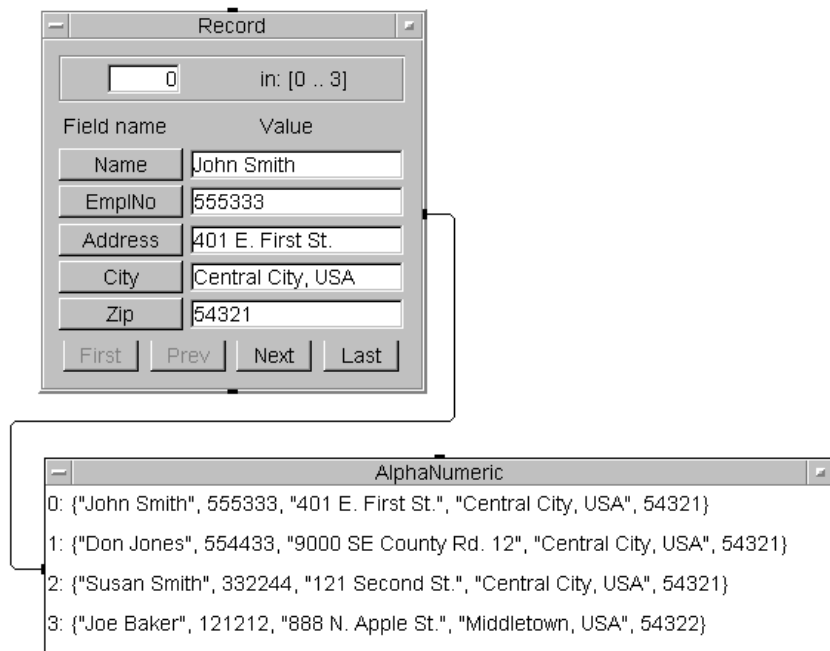 Record
0 in: [0 .. 3]
Field name Value
Name John Smith
EmplNo 555333
Address 401 E. First St.
City Central City, USA
Zip 54321
First Prev Next Last
AlphaNumeric
0: {"John Smith", 555333, "401 E. First St.", "Central City, USA", 54321}
1: {"Don Jones", 554433, "9000 SE County Rd. 12", "Central City, USA", 54321}
2: {"Susan Smith", 332244, "121 Second St.", "Central City, USA", 54321}
3: {"Joe Baker", 121212, "888 N. Apple St.", "Middletown, USA", 54322}